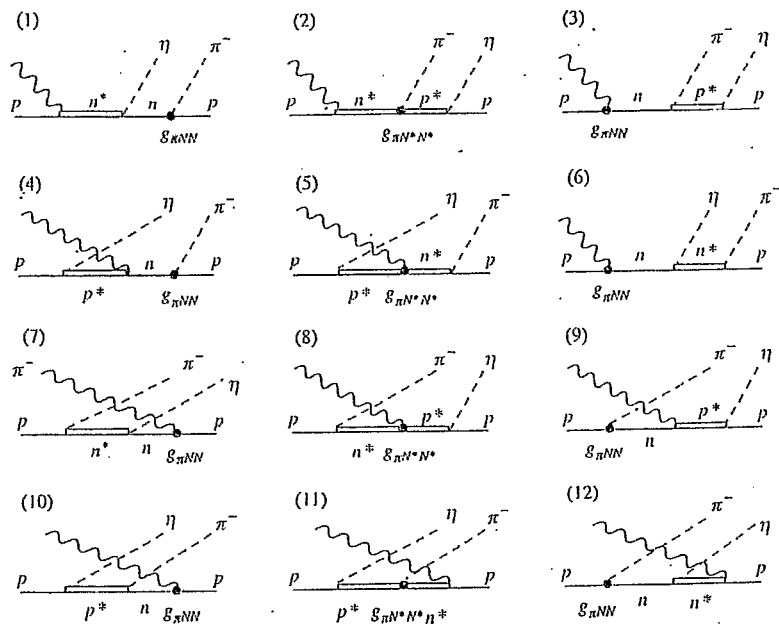 (1) (2) (3)
η π⁻ π⁻ η π⁻ η
p n* n p p n* p* p p n p* p
g_πNN g_πN*N* g_πNN
(4) (5) (6)
η π⁻ η π⁻ η π⁻
p n p p n* p p n n* p
p* g_πNN p* g_πN*N* g_πNN
(7) (8) (9)
π⁻ π⁻ η π⁻ η π⁻ η
p p p p* p p p* p
n* n g_πNN n* g_πN*N* g_πNN n
(10) (11) (12)
η π⁻ η π⁻ π⁻ η
p p p p p p
p* n g_πNN p* g_πN*N* n* g_πNN n n*